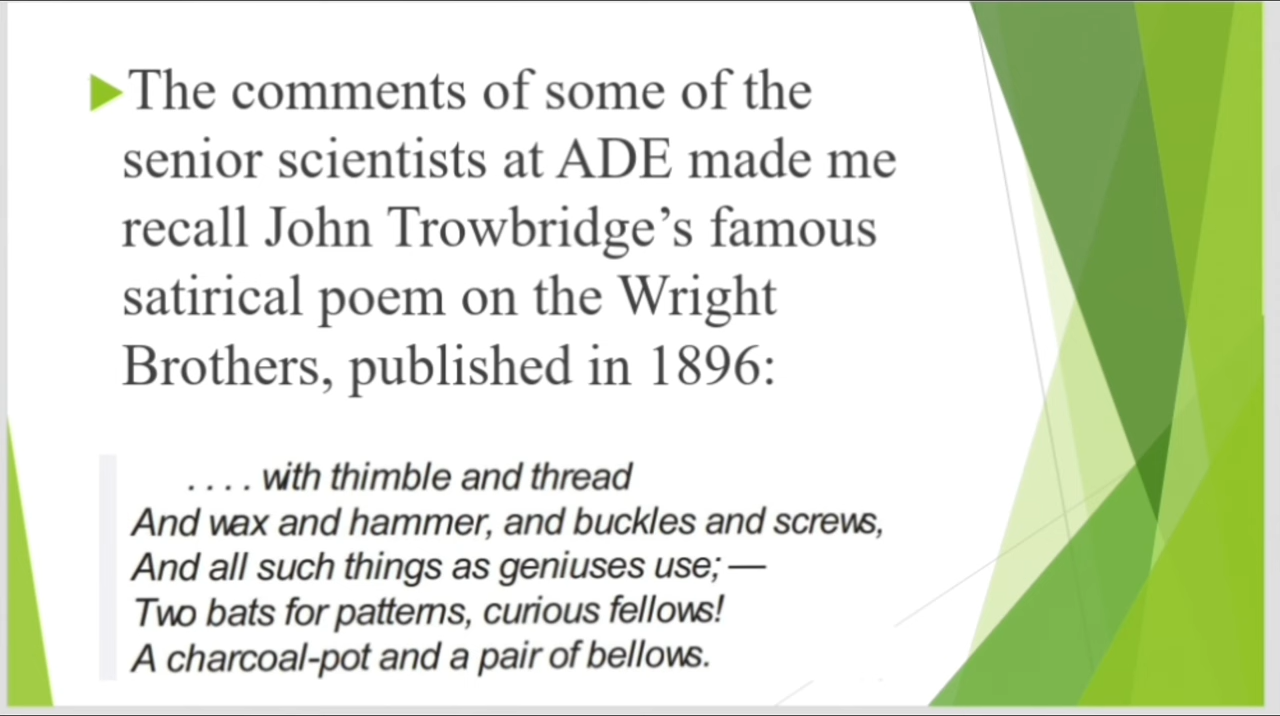 The comments of some of the
senior scientists at ADE made me
recall John Trowbridge’s famous
satirical poem on the Wright
Brothers, published in 1896:
. . . . with thimble and thread
And wax and hammer, and buckles and screws,
And all such things as geniuses use; —
Two bats for patterns, curious fellows!
A charcoal-pot and a pair of bellows.